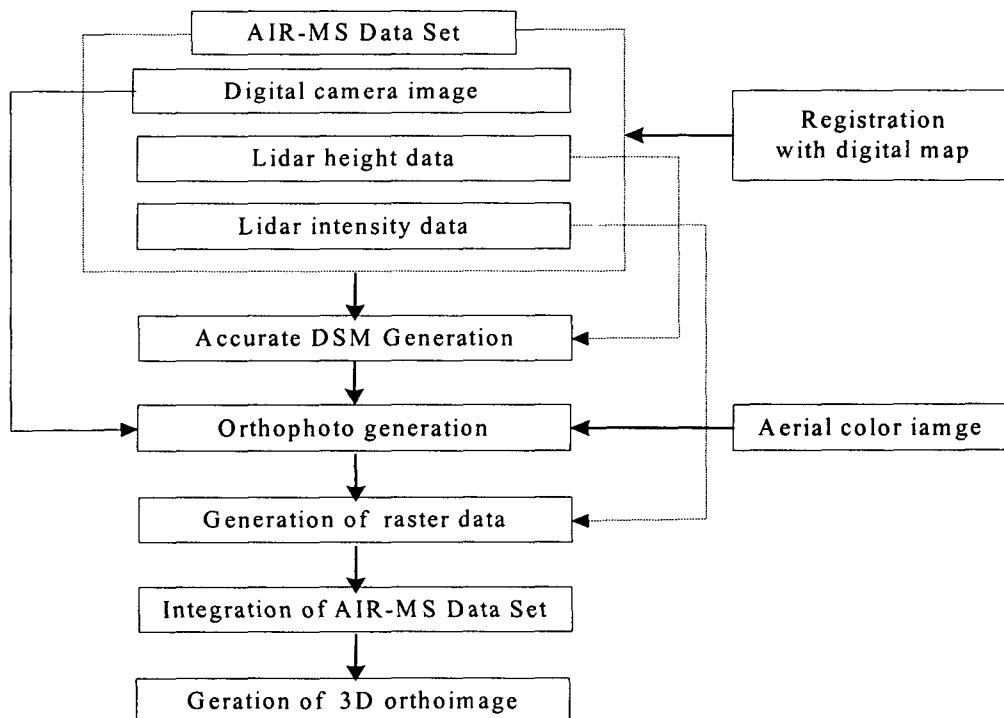 AIR-MS Data Set
Digital camera image
Lidar height data
Lidar intensity data
Registration
with digital map
Accurate DSM Generation
Orthophoto generation
Aerial color iamge
Generation of raster data
Integration of AIR-MS Data Set
Geration of 3D orthoimage